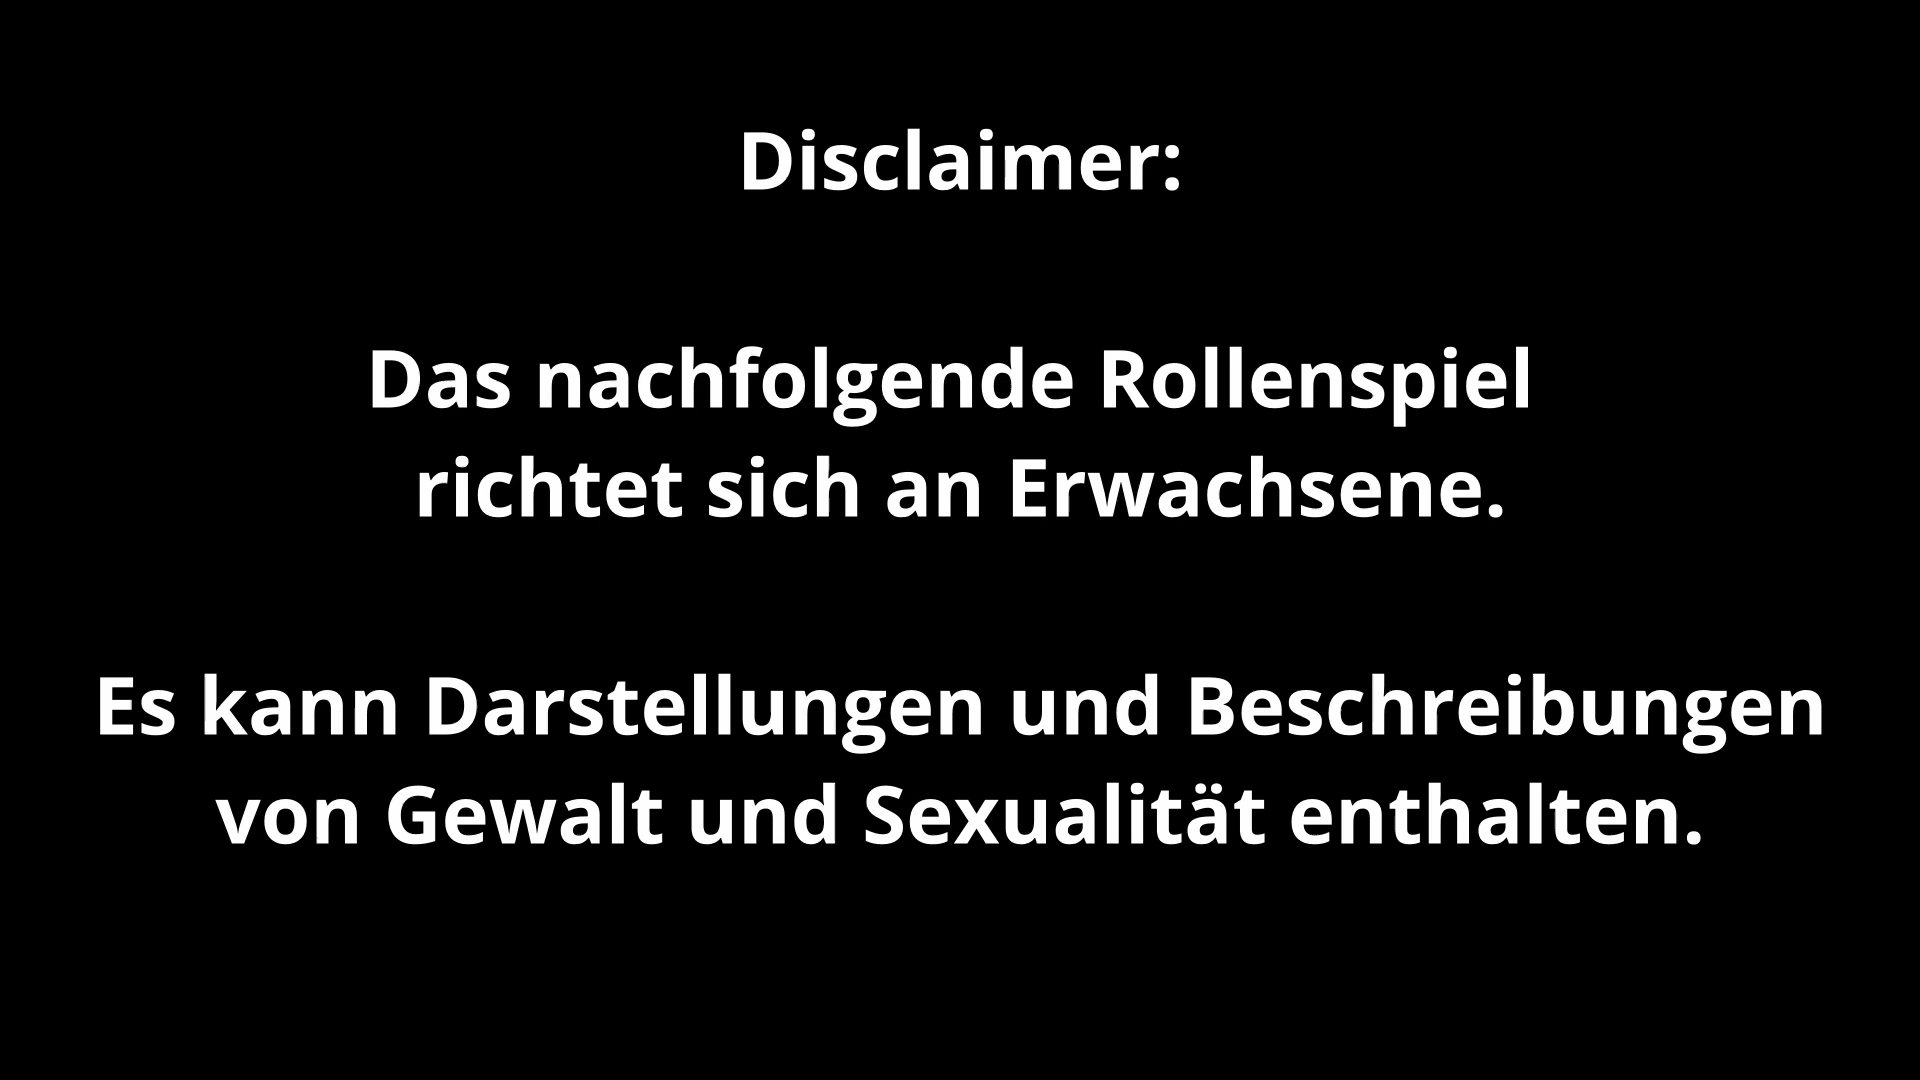 Disclaimer:
Das nachfolgende Rollenspiel
richtet sich an Erwachsene.
Es kann Darstellungen und Beschreibungen
von Gewalt und Sexualität enthalten.